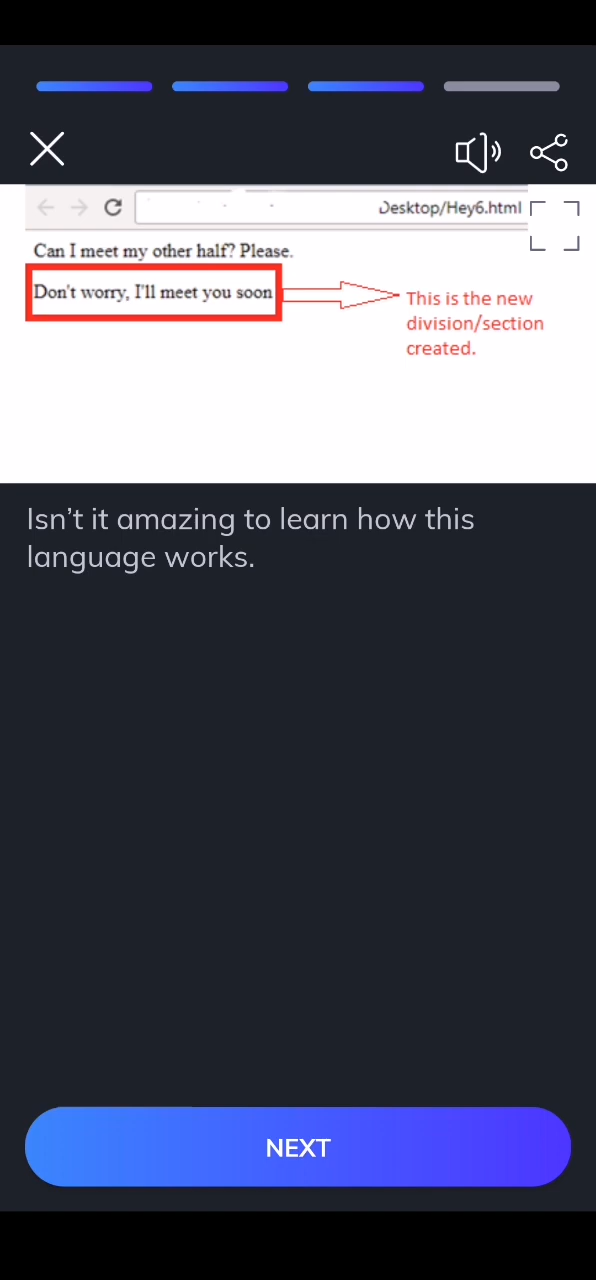 Desktop/Hey6.html
Can I meet my other half? Please.
Don't worry, I'll meet you soon
This is the new
division/section
created.
Isn’t it amazing to learn how this
language works.
NEXT